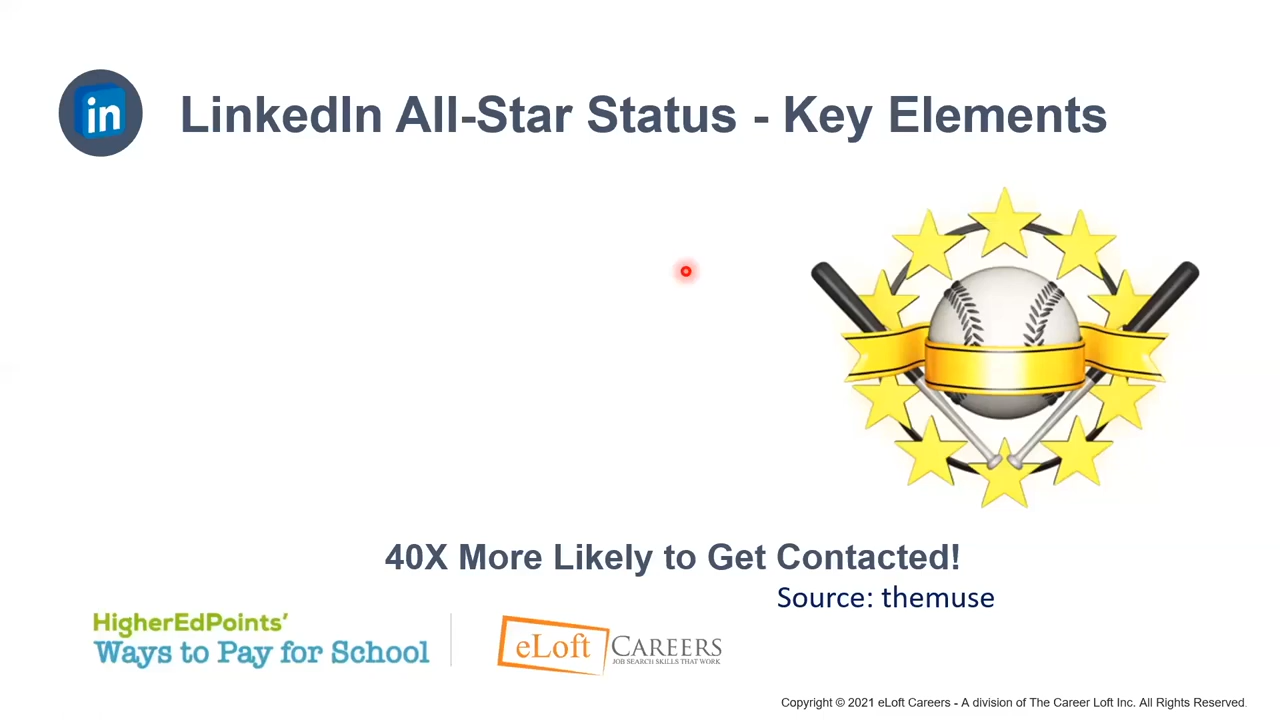 in
LinkedIn All-Star Status - Key Elements
40X More Likely to Get Contacted!
Source: themuse
HigherEdPoints'
Ways to Pay for School
eLoft CAREERS
JOB SEARCH SKILLS THAT WORK
Copyright © 2021 eLoft Careers - A division of The Career Loft Inc. All Rights Reserved.